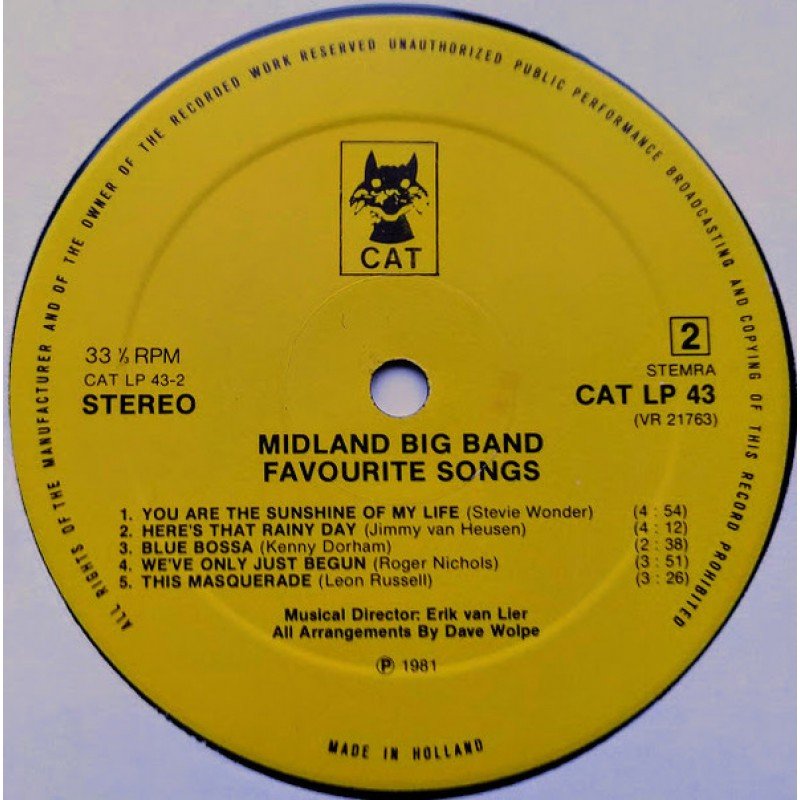 ALL RIGHTS OF THE MANUFACTURER AND OF THE OWNER OF THE RECORDED WORK RESERVED UNAUTHORIZED PUBLIC PERFORMANCE BROADCASTING AND COPYING OF THIS RECORD PROHIBITED
CAT
33 ⅓ RPM
CAT LP 43-2
STEREO
2
STEMRA
CAT LP 43
(VR 21763)
MIDLAND BIG BAND
FAVOURITE SONGS
1. YOU ARE THE SUNSHINE OF MY LIFE (Stevie Wonder) (4 : 54)
2. HERE'S THAT RAINY DAY (Jimmy van Heusen) (4 : 12)
3. BLUE BOSSA (Kenny Dorham) (2 : 38)
4. WE'VE ONLY JUST BEGUN (Roger Nichols) (3 : 51)
5. THIS MASQUERADE (Leon Russell) (3 : 26)
Musical Director: Erik van Lier
All Arrangements By Dave Wolpe
℗ 1981
MADE IN HOLLAND